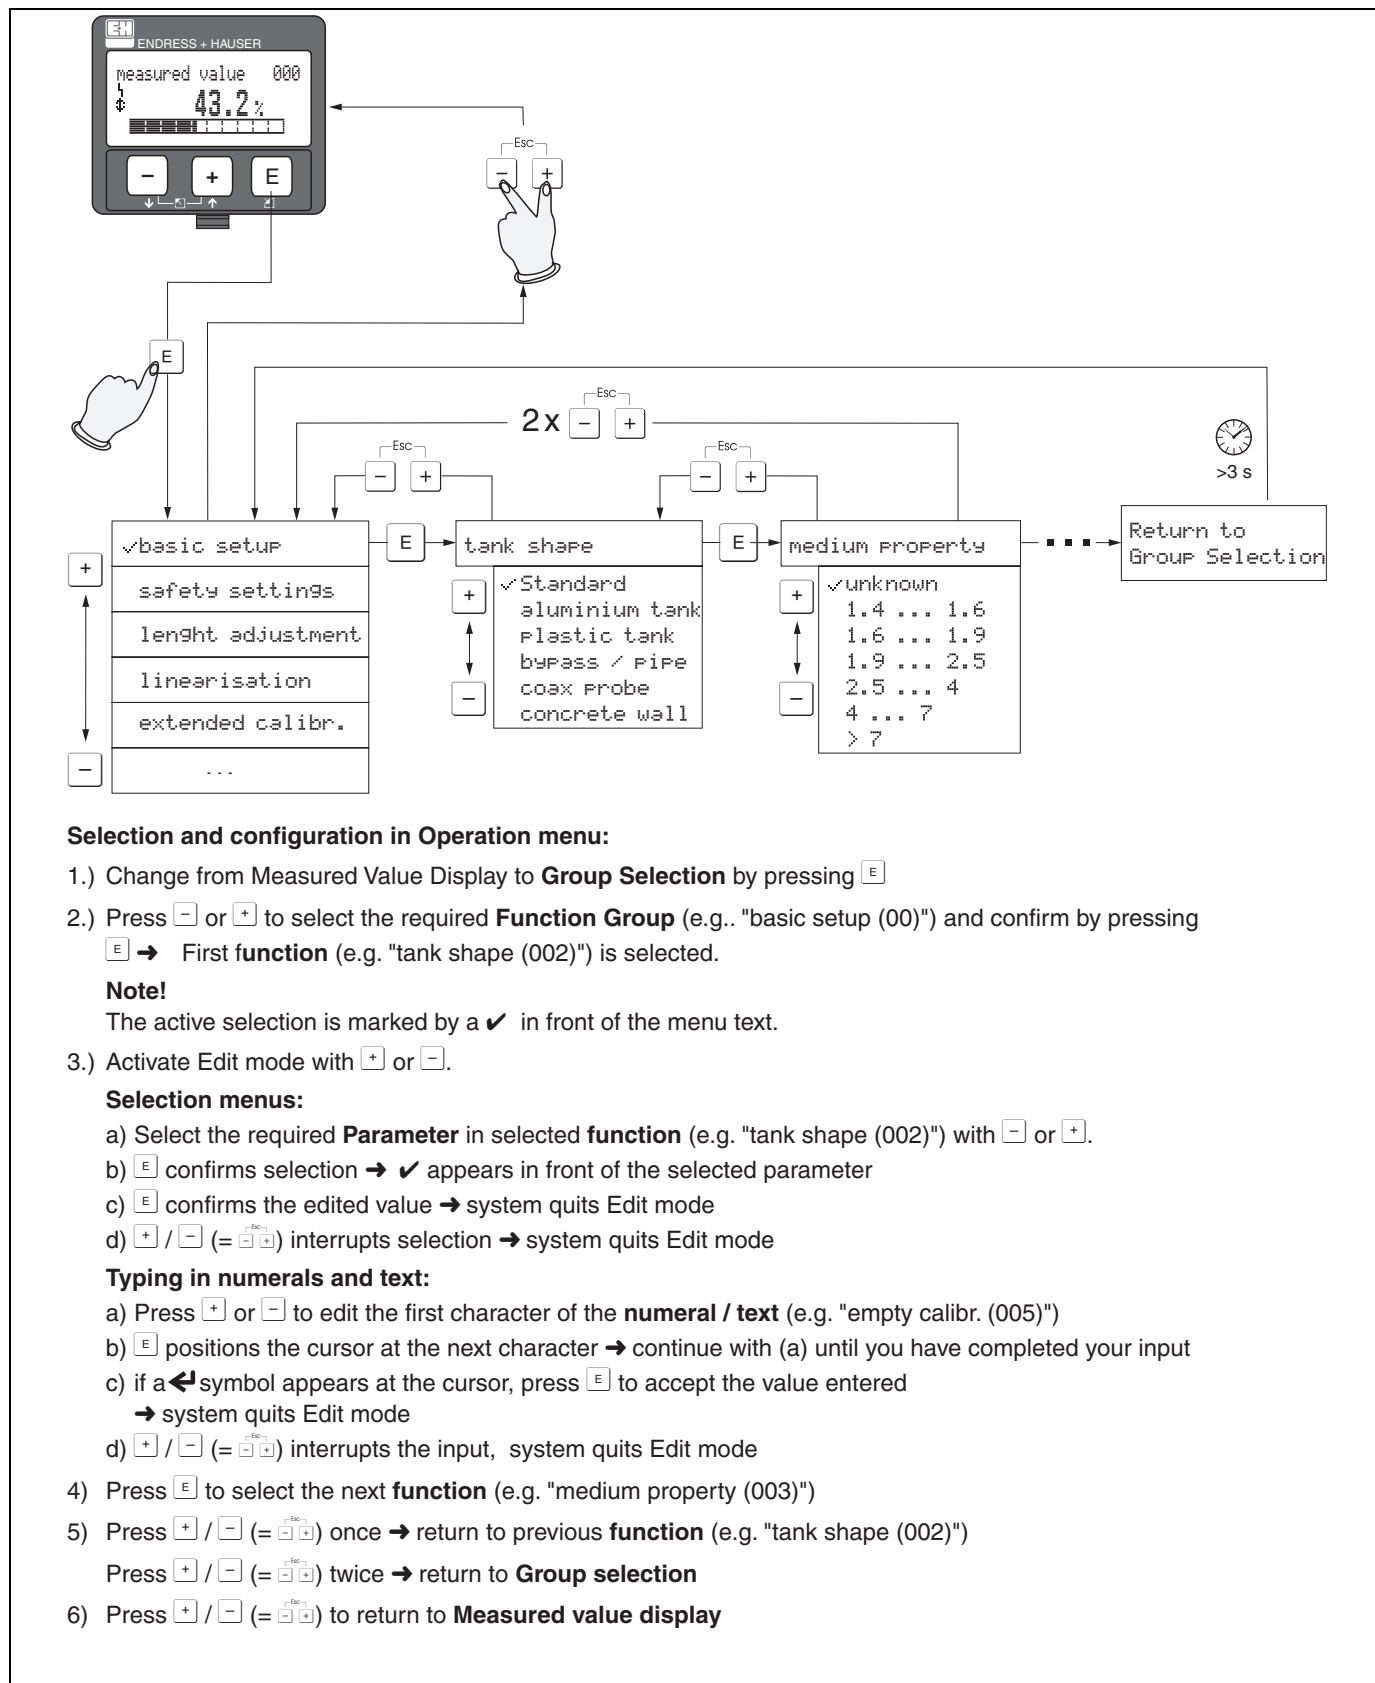 E+H
ENDRESS + HAUSER
measured value 000
43.2 %
− + E
Esc
− +
E
2x − +
Esc
Esc
− +
Esc
− +
>3 s
✓basic setup
safety settings
lenght adjustment
linearisation
extended calibr.
...
+
−
E
tank shape
✓Standard
aluminium tank
plastic tank
bypass / pipe
coax probe
concrete wall
+
−
E
medium property
✓unknown
1.4 ... 1.6
1.6 ... 1.9
1.9 ... 2.5
2.5 ... 4
4 ... 7
> 7
+
−
Return to
Group Selection
Selection and configuration in Operation menu:
1.) Change from Measured Value Display to Group Selection by pressing E
2.) Press − or + to select the required Function Group (e.g.. "basic setup (00)") and confirm by pressing
E ➜ First function (e.g. "tank shape (002)") is selected.
Note!
The active selection is marked by a ✔ in front of the menu text.
3.) Activate Edit mode with + or −.
Selection menus:
a) Select the required Parameter in selected function (e.g. "tank shape (002)") with − or +.
b) E confirms selection ➜ ✔ appears in front of the selected parameter
c) E confirms the edited value ➜ system quits Edit mode
d) + / − (= Esc − +) interrupts selection ➜ system quits Edit mode
Typing in numerals and text:
a) Press + or − to edit the first character of the numeral / text (e.g. "empty calibr. (005)")
b) E positions the cursor at the next character ➜ continue with (a) until you have completed your input
c) if a ↵ symbol appears at the cursor, press E to accept the value entered
➜ system quits Edit mode
d) + / − (= Esc − +) interrupts the input, system quits Edit mode
4) Press E to select the next function (e.g. "medium property (003)")
5) Press + / − (= Esc − +) once ➜ return to previous function (e.g. "tank shape (002)")
Press + / − (= Esc − +) twice ➜ return to Group selection
6) Press + / − (= Esc − +) to return to Measured value display